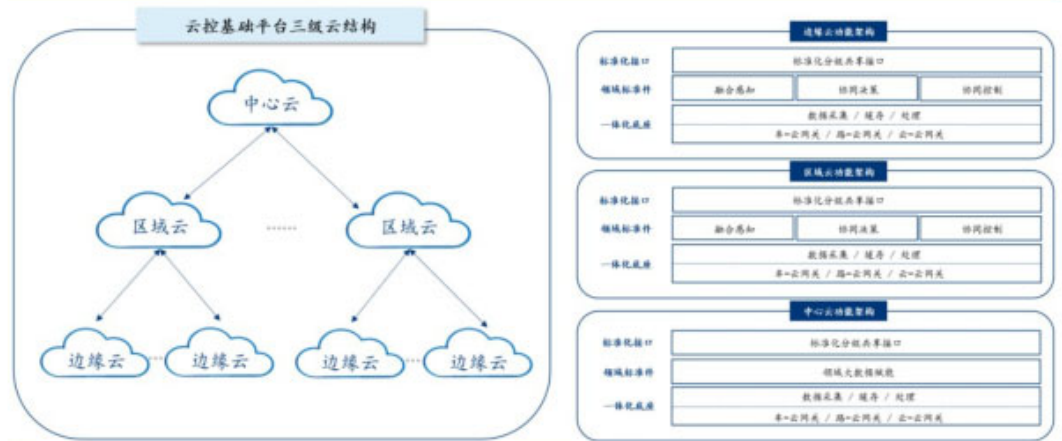 云控基础平台三级云结构
中心云
区域云 ...... 区域云
边缘云 ... 边缘云 边缘云 ... 边缘云
边缘云功能架构
标准化接口 标准化分级共享接口
领域标准件 融合感知 协同决策 协同控制
一体化底座 数据采集 / 缓存 / 处理
车-云网关 / 路-云网关 / 云-云网关
区域云功能架构
标准化接口 标准化分级共享接口
领域标准件 融合感知 协同决策 协同控制
一体化底座 数据采集 / 缓存 / 处理
车-云网关 / 路-云网关 / 云-云网关
中心云功能架构
标准化接口 标准化分级共享接口
领域标准件 领域大数据赋能
一体化底座 数据采集 / 缓存 / 处理
车-云网关 / 路-云网关 / 云-云网关